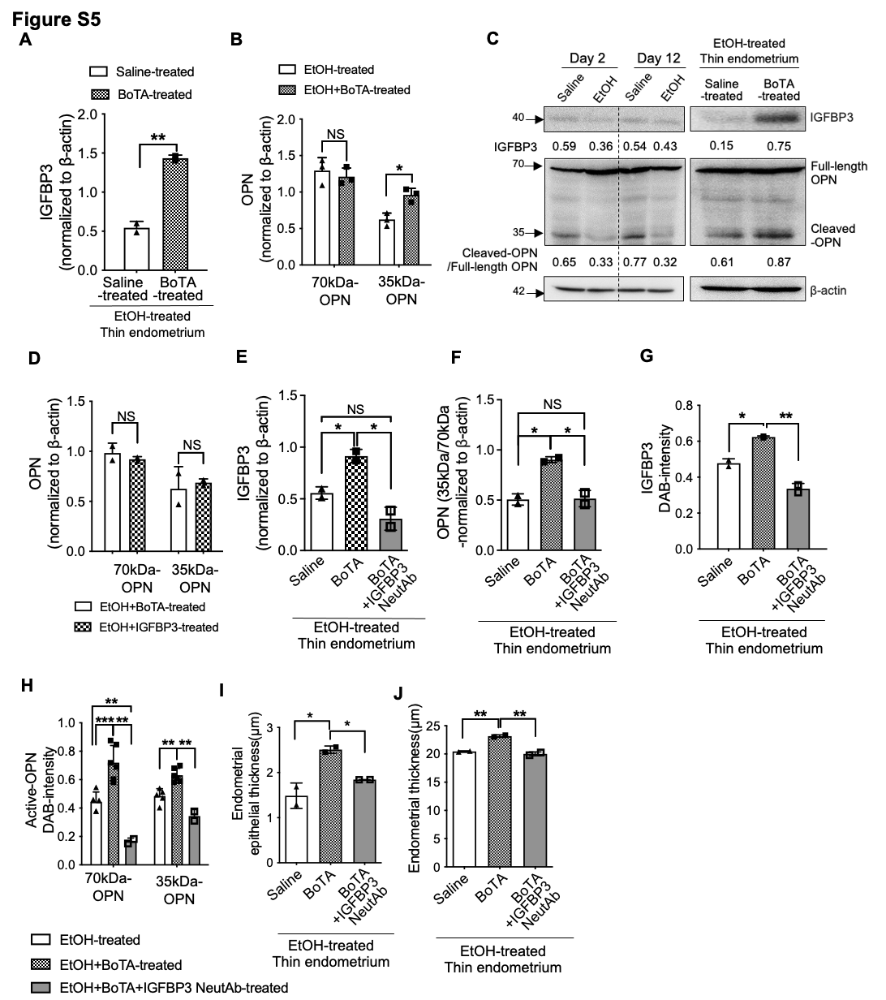 Figure S5
A
Saline-treated
BoTA-treated
IGFBP3
(normalized to β-actin)
2.0
1.5
1.0
0.5
0.0
**
Saline
-treated
BoTA
-treated
EtOH-treated
Thin endometrium
B
EtOH-treated
EtOH+BoTA-treated
OPN
(normalized to β-actin)
2.0
1.5
1.0
0.5
0.0
NS
*
70kDa-
OPN
35kDa-
OPN
C
Day 2
Day 12
EtOH-treated
Thin endometrium
Saline
EtOH
Saline
EtOH
Saline
-treated
BoTA
-treated
40
IGFBP3
IGFBP3 0.59 0.36 0.54 0.43 0.15 0.75
70
Full-length
OPN
35
Cleaved
-OPN
Cleaved-OPN
/Full-length OPN 0.65 0.33 0.77 0.32 0.61 0.87
42
β-actin
D
OPN
(normalized to β-actin)
1.5
1.0
0.5
0.0
NS
NS
70kDa-
OPN
35kDa-
OPN
EtOH+BoTA-treated
EtOH+IGFBP3-treated
E
IGFBP3
(normalized to β-actin)
1.5
1.0
0.5
0.0
NS
* *
Saline
BoTA
BoTA
+IGFBP3
NeutAb
EtOH-treated
Thin endometrium
F
OPN (35kDa/70kDa
-normalized to β-actin)
1.5
1.0
0.5
0.0
NS
* *
Saline
BoTA
BoTA
+IGFBP3
NeutAb
EtOH-treated
Thin endometrium
G
IGFBP3
DAB-intensity
0.8
0.6
0.4
0.2
0.0
* **
Saline
BoTA
BoTA
+IGFBP3
NeutAb
EtOH-treated
Thin endometrium
H
Active-OPN
DAB-intensity
1.0
0.8
0.6
0.4
0.2
0.0
**
*** **
** **
70kDa-
OPN
35kDa-
OPN
EtOH-treated
EtOH+BoTA-treated
EtOH+BoTA+IGFBP3 NeutAb-treated
I
Endometrial
epithelial thickness(μm)
3
2
1
0
* *
Saline
BoTA
BoTA
+IGFBP3
NeutAb
EtOH-treated
Thin endometrium
J
Endometrial thickness(μm)
25
20
15
10
5
0
** **
Saline
BoTA
BoTA
+IGFBP3
NeutAb
EtOH-treated
Thin endometrium